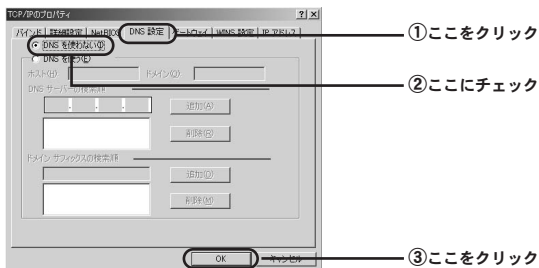 TCP/IPのプロパティ
バインド 詳細設定 NetBIOS DNS 設定 ゲートウェイ WINS 設定 IP アドレス
①ここをクリック
DNS を使わない(I)
DNS を使う(E)
②ここにチェック
ホスト(H): ドメイン(O):
DNS サーバーの検索順
追加(A)
削除(R)
ドメイン サフィックスの検索順
追加(D)
削除(M)
OK キャンセル
③ここをクリック